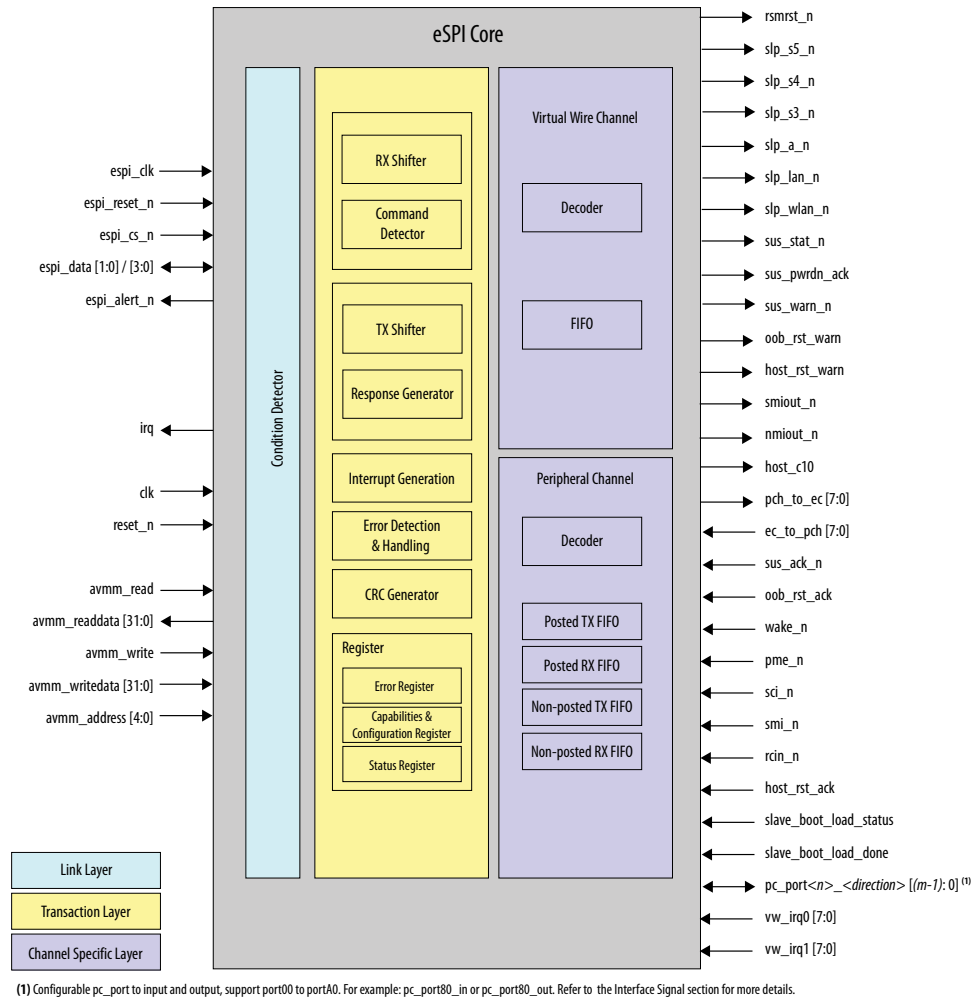 eSPI Core
espi_clk
espi_reset_n
espi_cs_n
espi_data [1:0] / [3:0]
espi_alert_n
irq
clk
reset_n
avmm_read
avmm_readdata [31:0]
avmm_write
avmm_writedata [31:0]
avmm_address [4:0]
Condition Detector
RX Shifter
Command
Detector
TX Shifter
Response Generator
Interrupt Generation
Error Detection
& Handling
CRC Generator
Register
Error Register
Capabilities &
Configuration Register
Status Register
Virtual Wire Channel
Decoder
FIFO
Peripheral Channel
Decoder
Posted TX FIFO
Posted RX FIFO
Non-posted TX FIFO
Non-posted RX FIFO
rsmrst_n
slp_s5_n
slp_s4_n
slp_s3_n
slp_a_n
slp_lan_n
slp_wlan_n
sus_stat_n
sus_pwrdn_ack
sus_warn_n
oob_rst_warn
host_rst_warn
smiout_n
nmiout_n
host_c10
pch_to_ec [7:0]
ec_to_pch [7:0]
sus_ack_n
oob_rst_ack
wake_n
pme_n
sci_n
smi_n
rcin_n
host_rst_ack
slave_boot_load_status
slave_boot_load_done
pc_port<n>_<direction> [(m-1): 0] (1)
vw_irq0 [7:0]
vw_irq1 [7:0]
Link Layer
Transaction Layer
Channel Specific Layer
(1) Configurable pc_port to input and output, support port00 to portA0. For example: pc_port80_in or pc_port80_out. Refer to the Interface Signal section for more details.